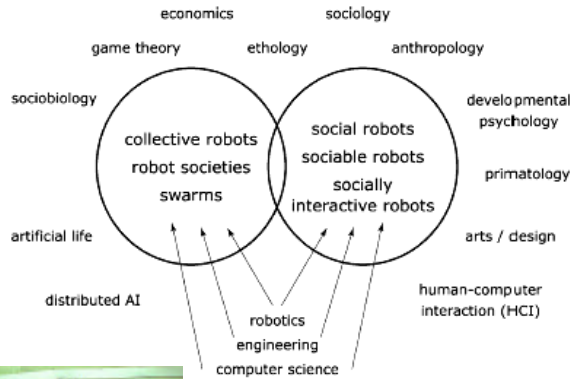 economics
sociology
game theory
ethology
anthropology
sociobiology
developmental
psychology
collective robots
robot societies
swarms
social robots
sociable robots
socially
interactive robots
primatology
artificial life
arts / design
distributed AI
human-computer
interaction (HCI)
robotics
engineering
computer science